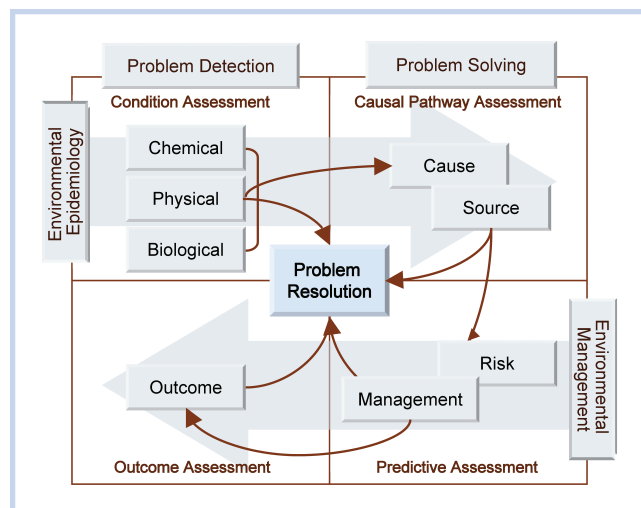 Problem Detection
Problem Solving
Condition Assessment
Causal Pathway Assessment
Environmental
Epidemiology
Chemical
Physical
Biological
Cause
Source
Problem
Resolution
Environmental
Management
Outcome
Risk
Management
Outcome Assessment
Predictive Assessment